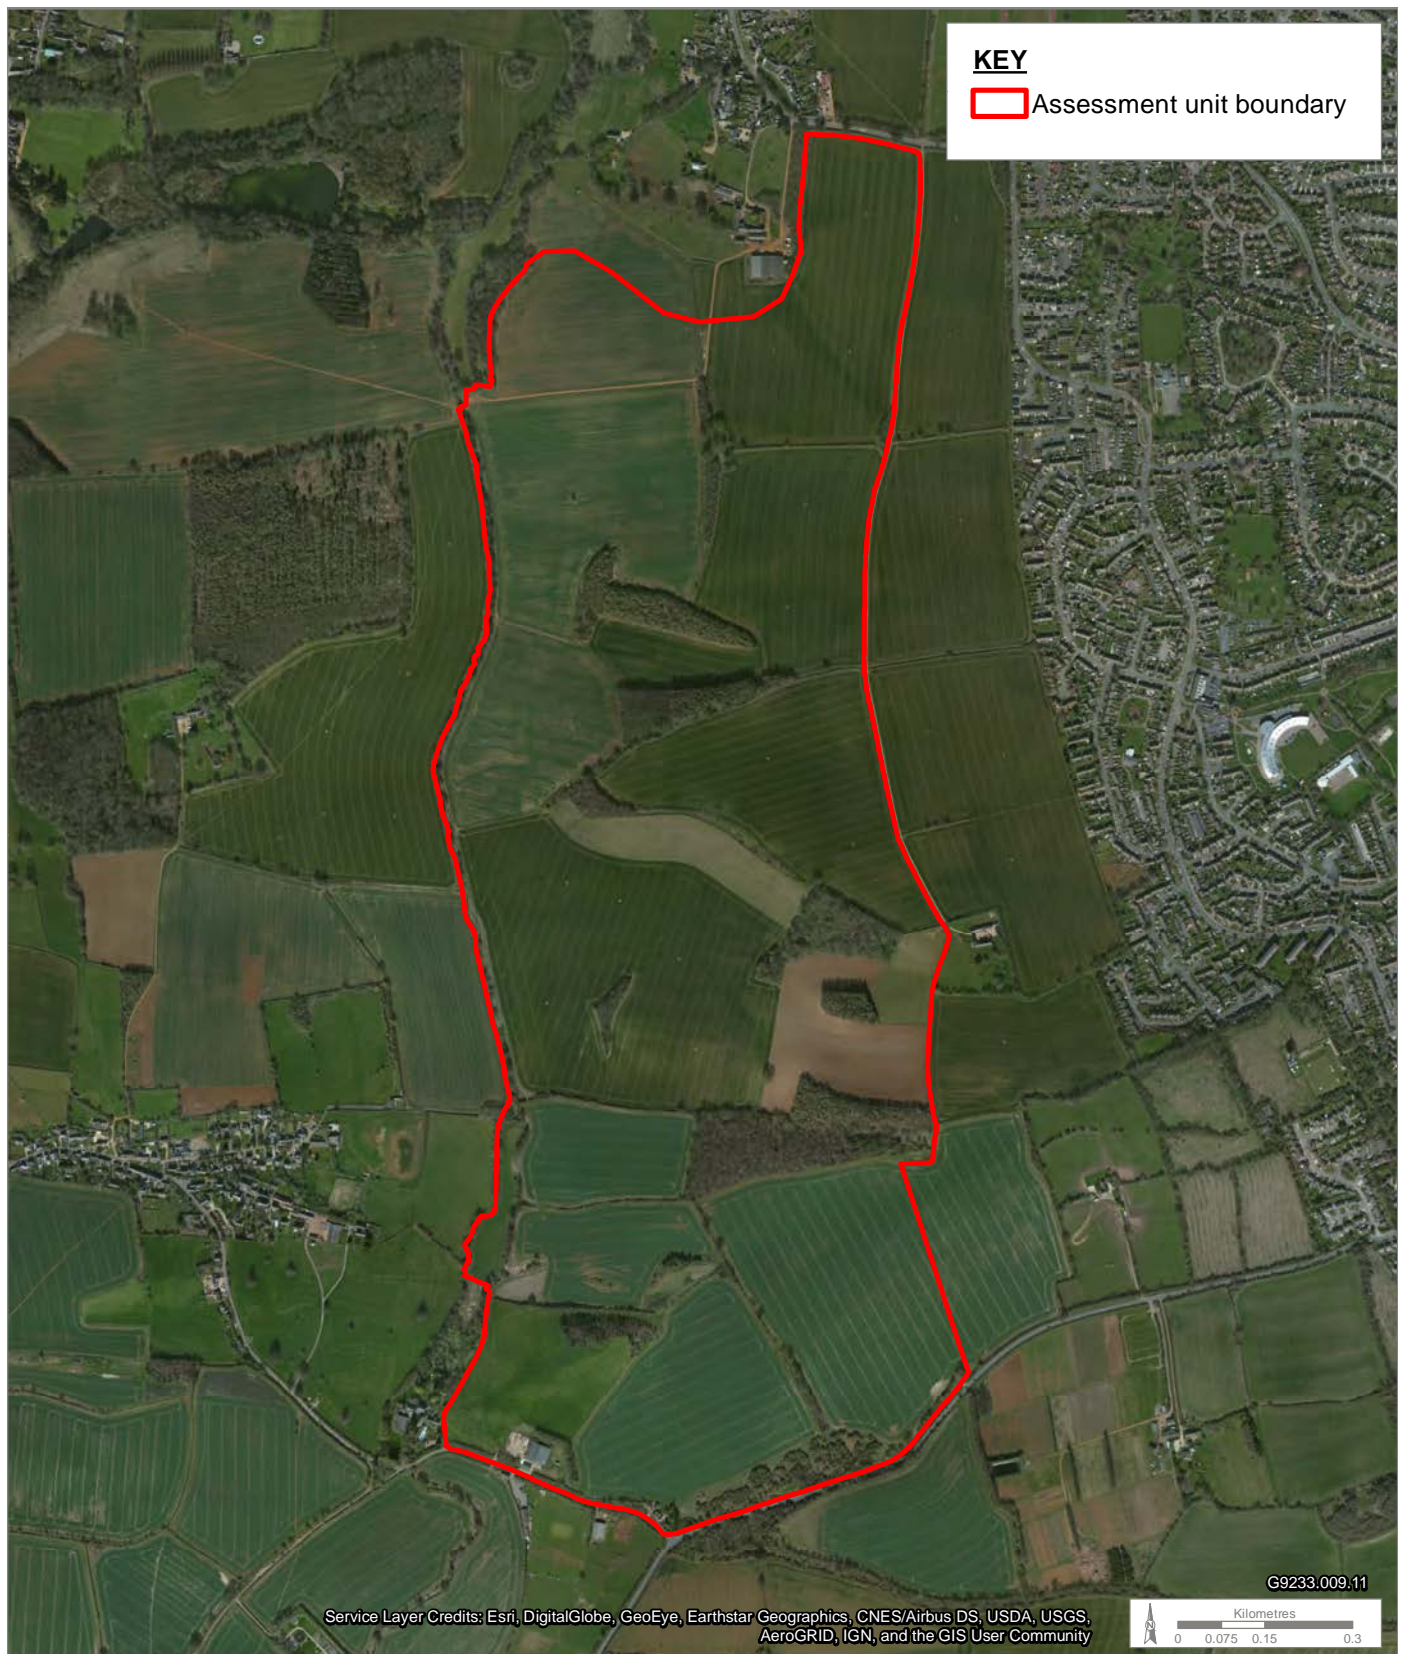 KEY
Assessment unit boundary
G9233.009.11
Service Layer Credits: Esri, DigitalGlobe, GeoEye, Earthstar Geographics, CNES/Airbus DS, USDA, USGS,
AeroGRID, IGN, and the GIS User Community
N
Kilometres
0 0.075 0.15 0.3